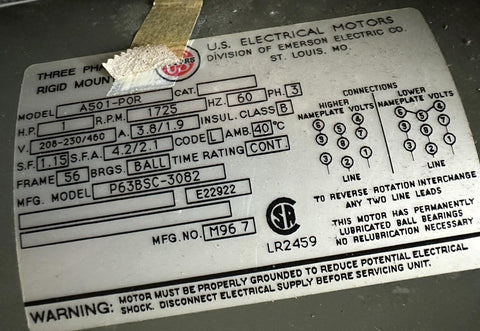 THREE PH
RIGID MOUNT
U.S. ELECTRICAL MOTORS
DIVISION OF EMERSON ELECTRIC CO.
ST. LOUIS, MO.
MODEL A501-POR CAT.
H.P. 1 R.P.M. 1725 HZ. 60 PH. 3
V. 208-230/460 A. 3.8/1.9 INSUL. CLASS B
S.F. 1.15 S.F.A. 4.2/2.1 CODE L AMB. 40°C
FRAME 56 BRGS. BALL TIME RATING CONT.
MFG. MODEL P63BSC-3082
E22922
MFG. NO. M96 7
LR2459
CONNECTIONS
HIGHER NAMEPLATE VOLTS
LOWER NAMEPLATE VOLTS
6 5 4
9 8 7
3 2 1
LINE
6 5 4
9 8 7
3 2 1
LINE
TO REVERSE ROTATION INTERCHANGE
ANY TWO LINE LEADS
THIS MOTOR HAS PERMANENTLY
LUBRICATED BALL BEARINGS
NO RELUBRICATION NECESSARY
WARNING: MOTOR MUST BE PROPERLY GROUNDED TO REDUCE POTENTIAL ELECTRICAL
SHOCK. DISCONNECT ELECTRICAL SUPPLY BEFORE SERVICING UNIT.